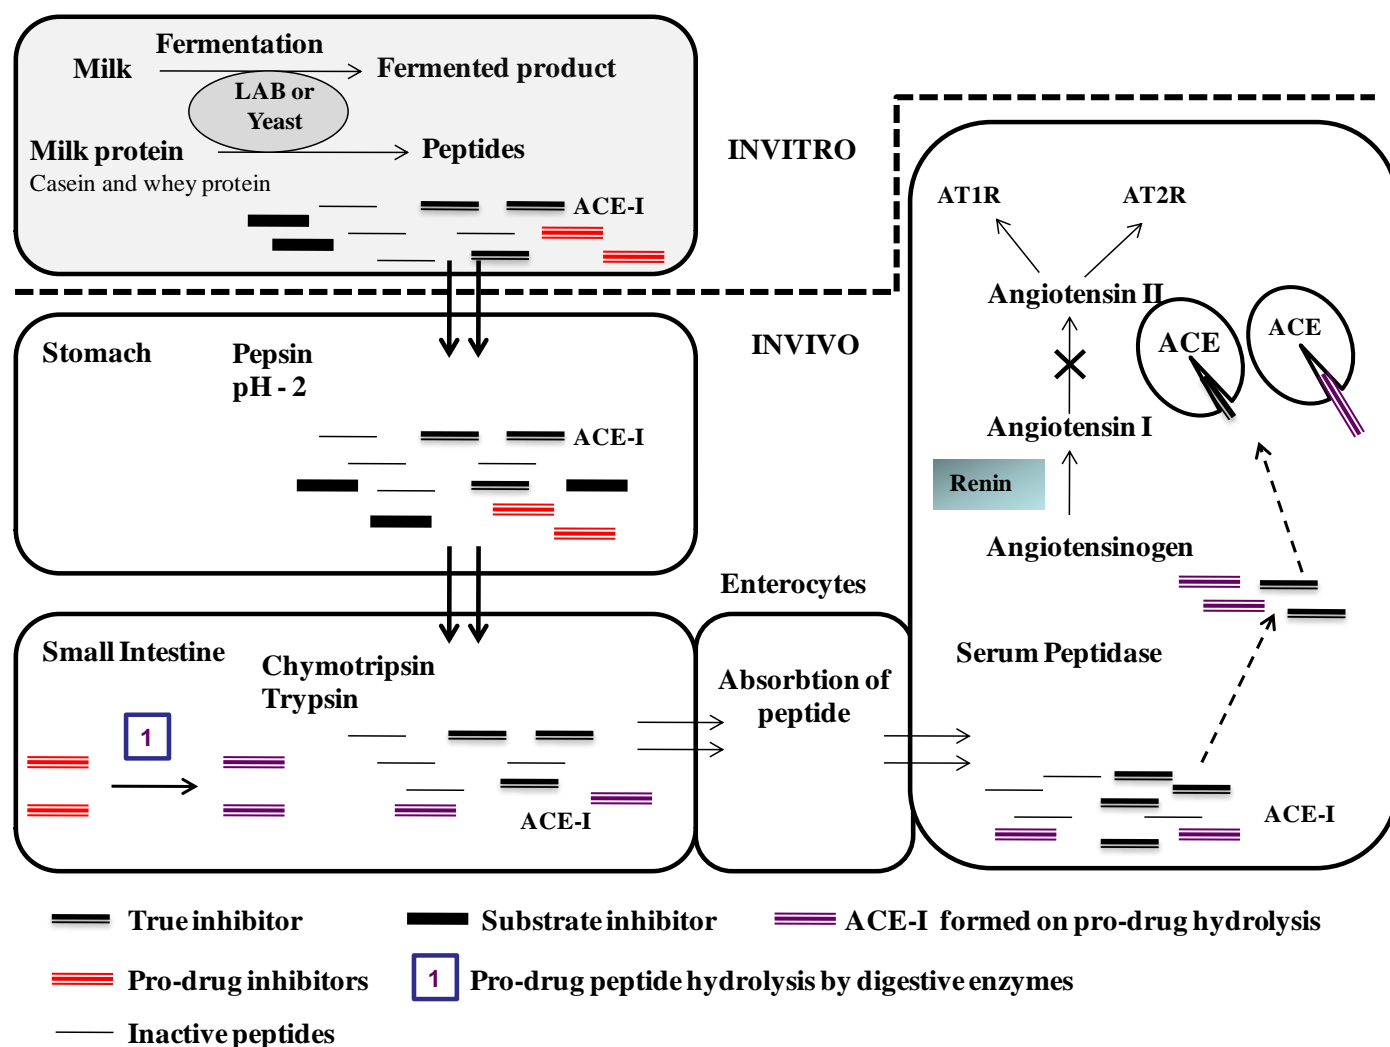 Fermentation
Milk
Fermented product
LAB or
Yeast
Milk protein
Peptides
Casein and whey protein
ACE-I
INVITRO
INVIVO
Stomach
Pepsin
pH - 2
ACE-I
Small Intestine
Chymotripsin
Trypsin
1
ACE-I
Enterocytes
Absorbtion of
peptide
AT1R
AT2R
Angiotensin II
ACE
ACE
Angiotensin I
Renin
Angiotensinogen
Serum Peptidase
ACE-I
True inhibitor
Substrate inhibitor
ACE-I formed on pro-drug hydrolysis
Pro-drug inhibitors
1
Pro-drug peptide hydrolysis by digestive enzymes
Inactive peptides